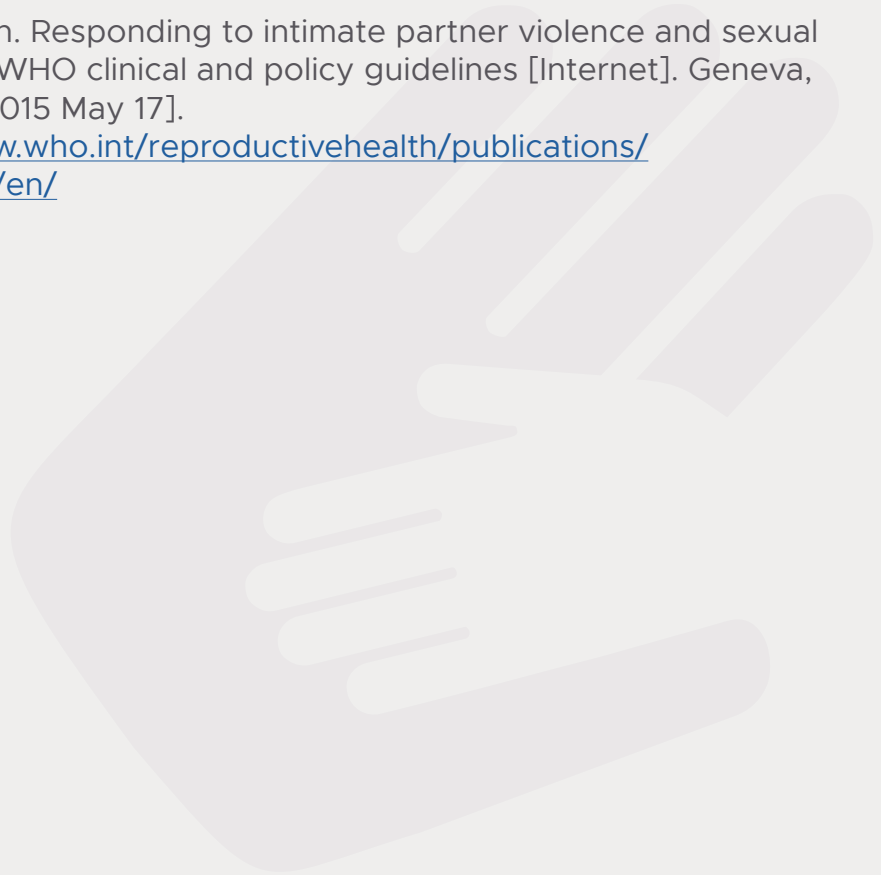 n. Responding to intimate partner violence and sexual
WHO clinical and policy guidelines [Internet]. Geneva,
015 May 17].
w.who.int/reproductivehealth/publications/
/en/